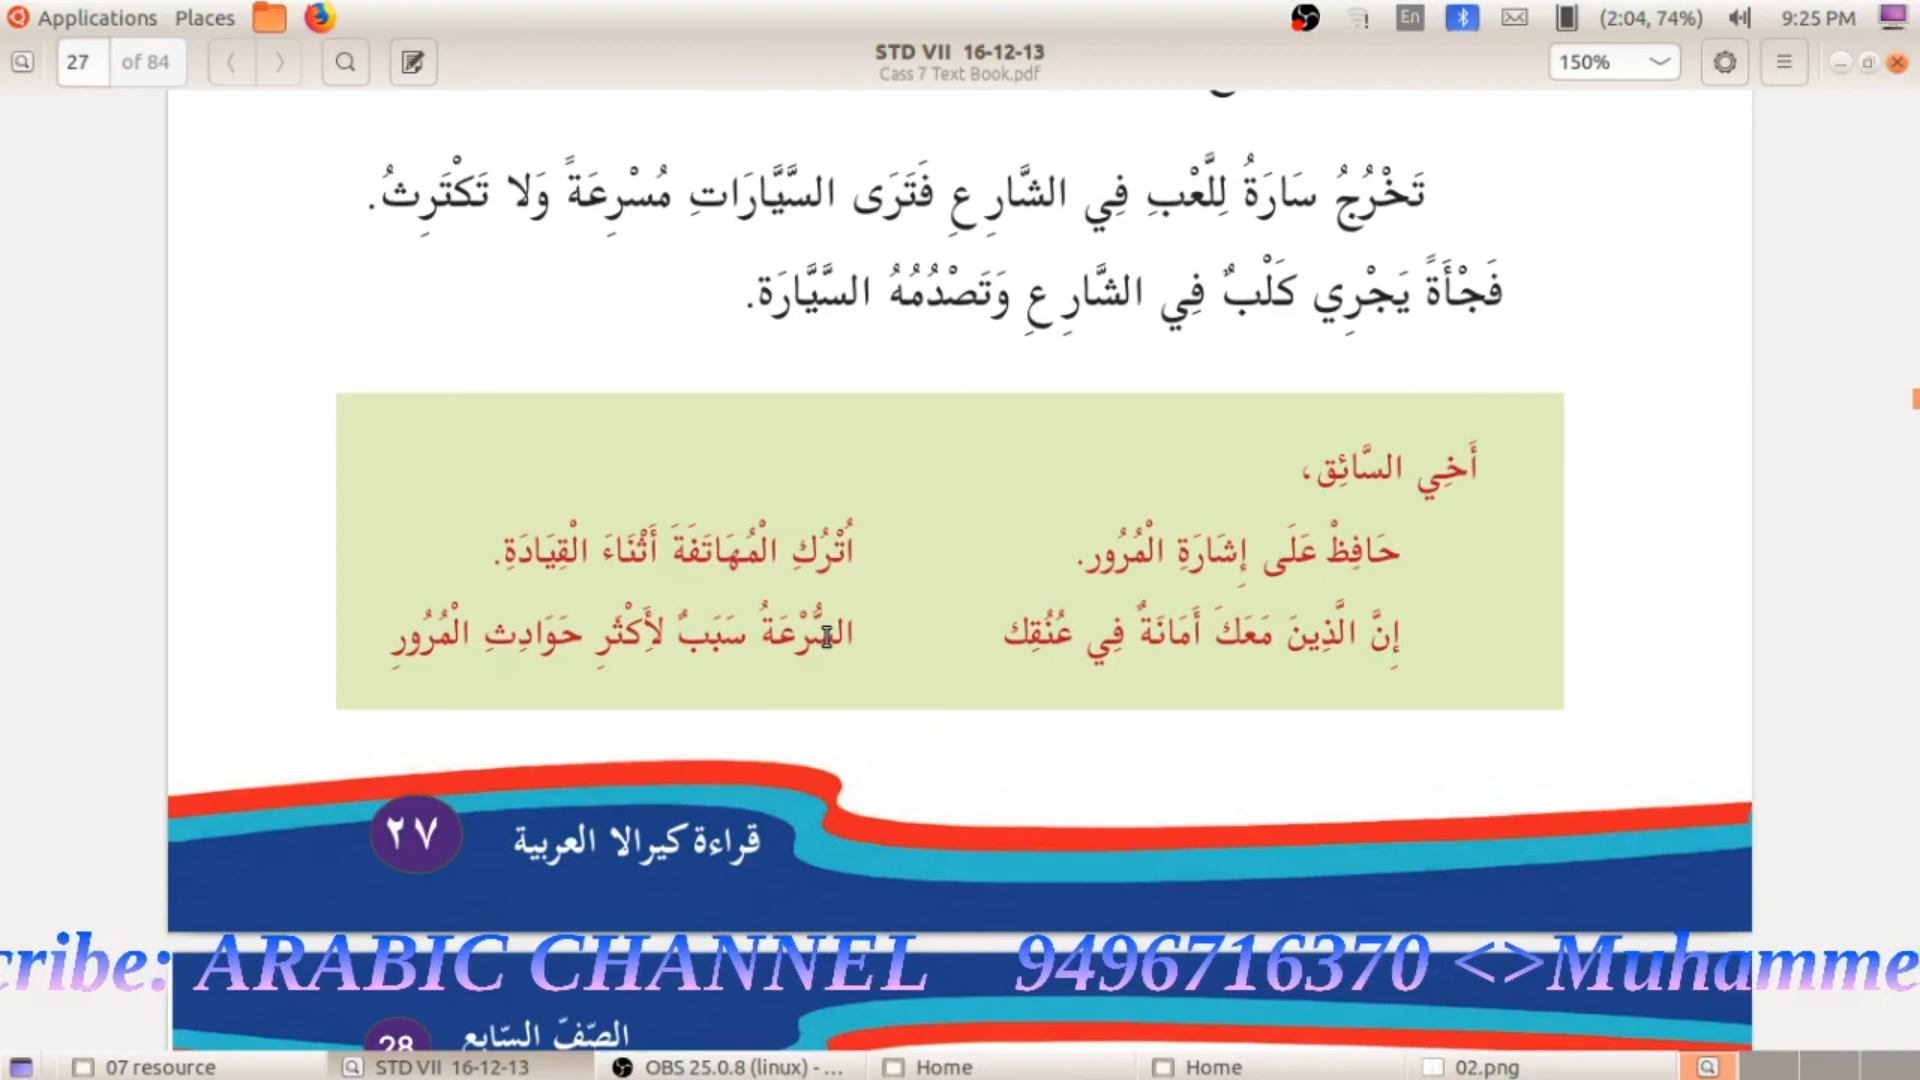 Applications Places En (2:04, 74%) 9:25 PM
27 of 84 STD VII 16-12-13 150%
Cass 7 Text Book.pdf
تَخْرُجُ سَارَةُ لِلَّعْبِ فِي الشَّارِعِ فَتَرَى السَّيَّارَاتِ مُسْرِعَةً وَلا تَكْتَرِثُ.
فَجْأَةً يَجْرِي كَلْبٌ فِي الشَّارِعِ وَتَصْدُمُهُ السَّيَّارَة.
أَخِي السَّائِق،
حَافِظْ عَلَى إِشَارَةِ الْمُرُور. اُتْرُكِ الْمُهَاتَفَةَ أَثْنَاءَ الْقِيَادَةِ.
إِنَّ الَّذِينَ مَعَكَ أَمَانَةٌ فِي عُنُقِك السُّرْعَةُ سَبَبٌ لأَِكْثَرِ حَوَادِثِ الْمُرُورِ
قراءة كيرالا العربية ٢٧
cribe: ARABIC CHANNEL 9496716370 <>Muhamme
الصّفّ السّابع 28
07 resource STD VII 16-12-13 OBS 25.0.8 (linux) - ... Home Home 02.png